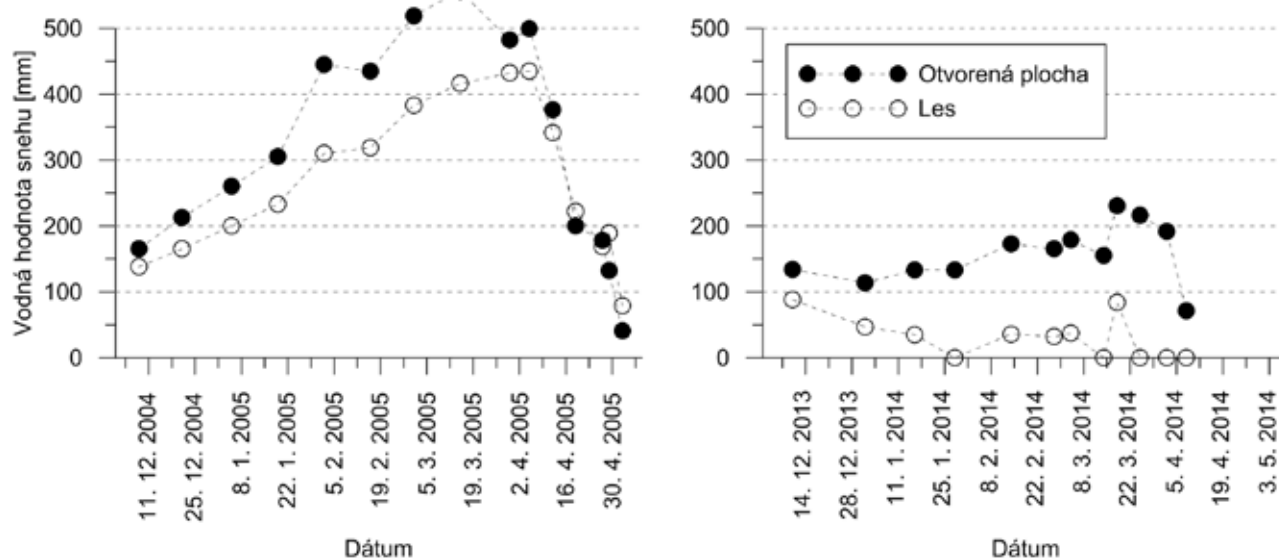 Vodná hodnota snehu [mm]
500
400
300
200
100
0
11. 12. 2004
25. 12. 2004
8. 1. 2005
22. 1. 2005
5. 2. 2005
19. 2. 2005
5. 3. 2005
19. 3. 2005
2. 4. 2005
16. 4. 2005
30. 4. 2005
Dátum
500
400
300
200
100
0
Otvorená plocha
Les
14. 12. 2013
28. 12. 2013
11. 1. 2014
25. 1. 2014
8. 2. 2014
22. 2. 2014
8. 3. 2014
22. 3. 2014
5. 4. 2014
19. 4. 2014
3. 5. 2014
Dátum